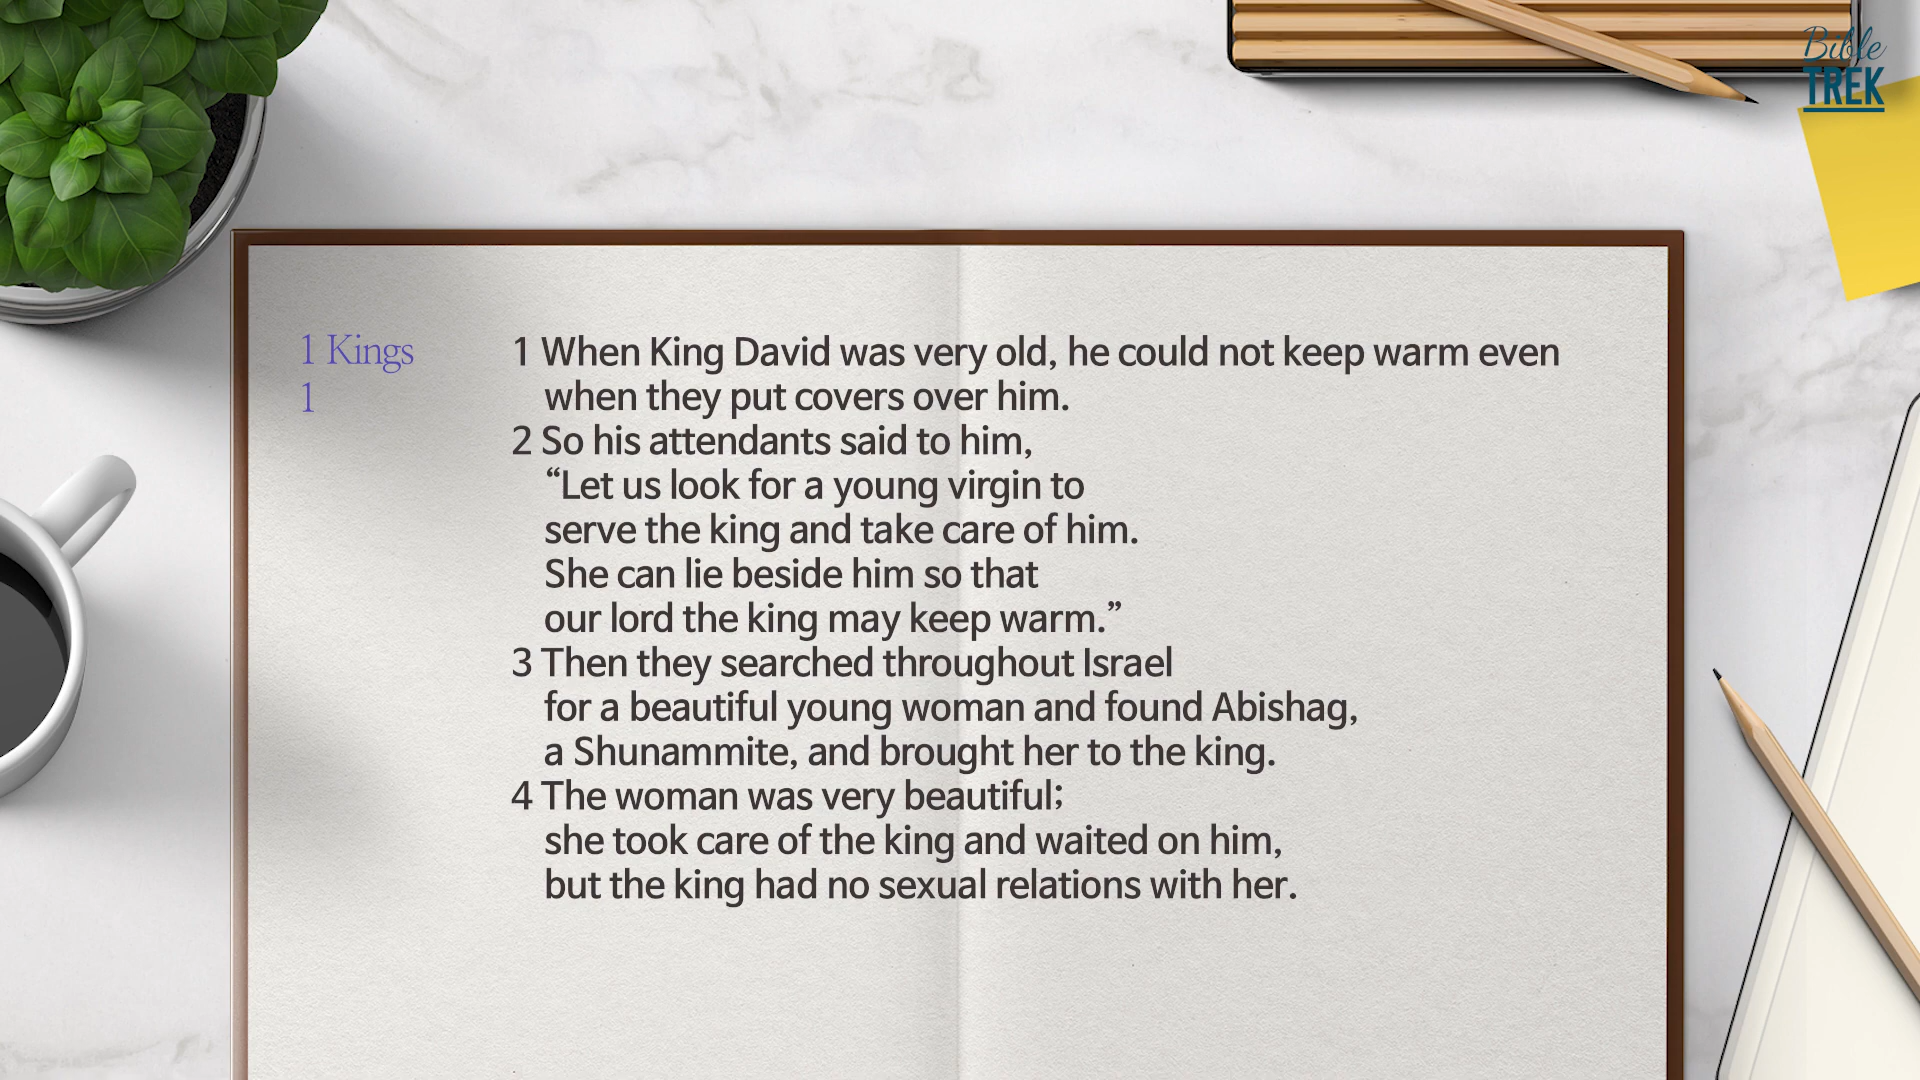 Bible
TREK
1 Kings
1
1 When King David was very old, he could not keep warm even
when they put covers over him.
2 So his attendants said to him,
“Let us look for a young virgin to
serve the king and take care of him.
She can lie beside him so that
our lord the king may keep warm.”
3 Then they searched throughout Israel
for a beautiful young woman and found Abishag,
a Shunammite, and brought her to the king.
4 The woman was very beautiful;
she took care of the king and waited on him,
but the king had no sexual relations with her.